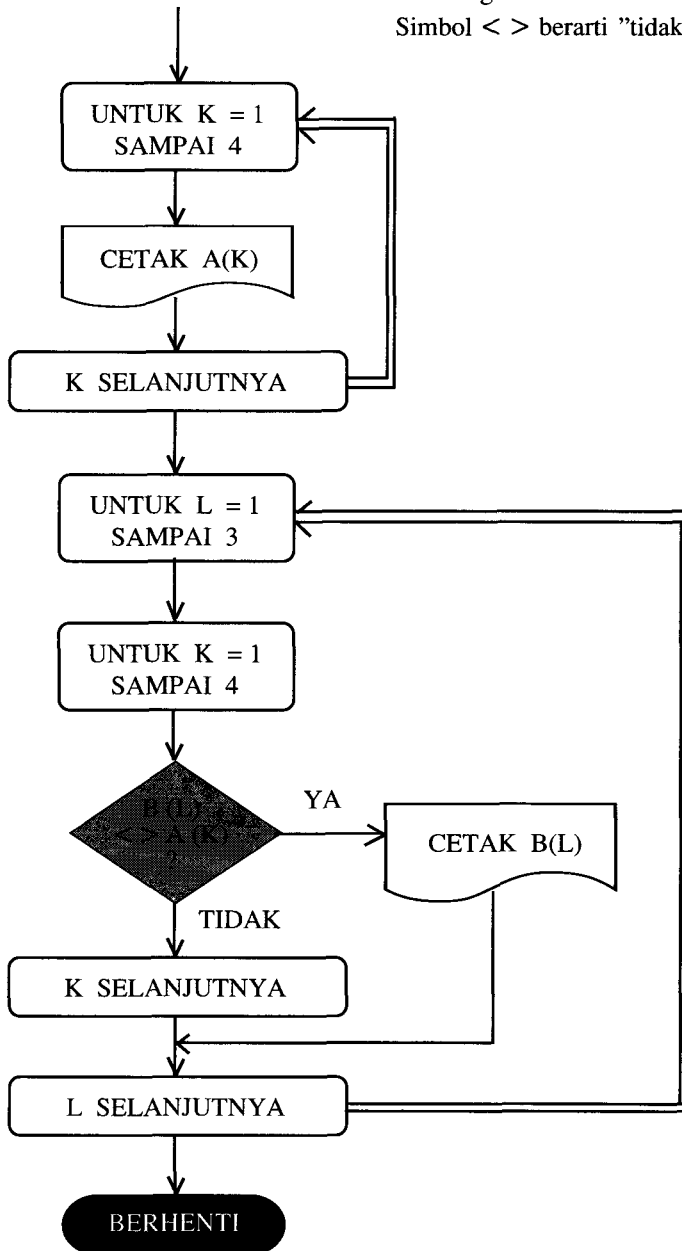 Simbol < > berarti ”tidak
UNTUK K = 1
SAMPAI 4
CETAK A(K)
K SELANJUTNYA
UNTUK L = 1
SAMPAI 3
UNTUK K = 1
SAMPAI 4
B(L)
< > A (K)
?
YA
CETAK B(L)
TIDAK
K SELANJUTNYA
L SELANJUTNYA
BERHENTI